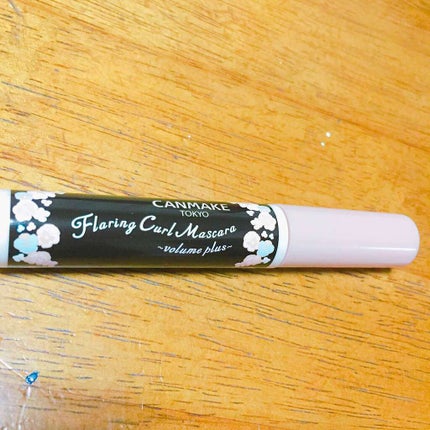 CANMAKE
TOKYO
Flaring Curl Mascara
~volume plus~